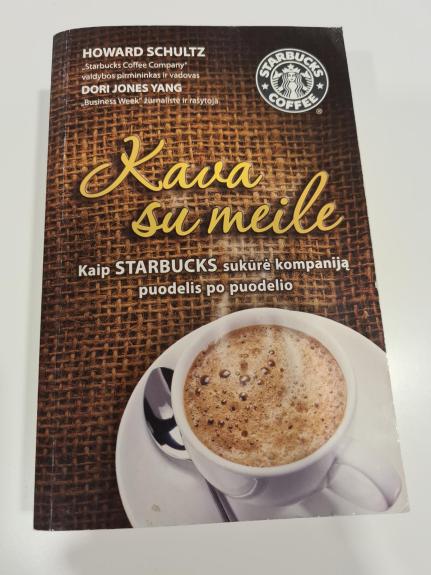 HOWARD SCHULTZ
„Starbucks Coffee Company“
valdybos pirmininkas ir vadovas
DORI JONES YANG
„Business Week“ žurnalistė ir rašytoja
STARBUCKS
COFFEE
®
Kava
su meile
Kaip STARBUCKS sukūrė kompaniją
puodelis po puodelio